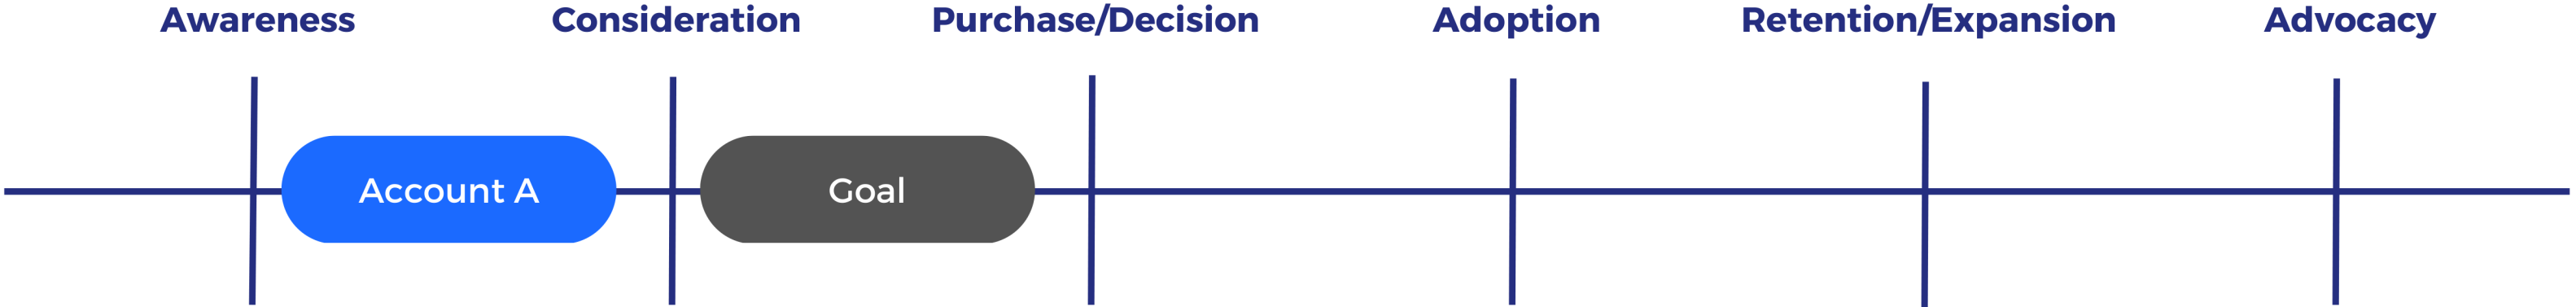 Awareness
Consideration
Purchase/Decision
Adoption
Retention/Expansion
Advocacy
Account A
Goal